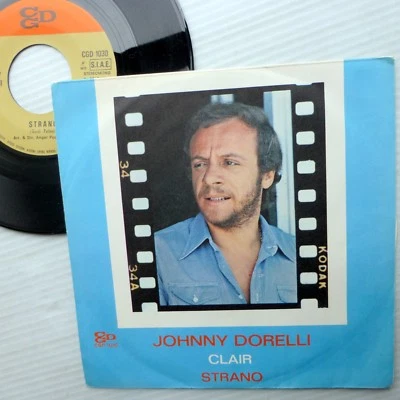 CGD
CGD 1030
S.I.A.E.
STRANO
34
34A
KODAK
JOHNNY DORELLI
CLAIR
STRANO
CGD